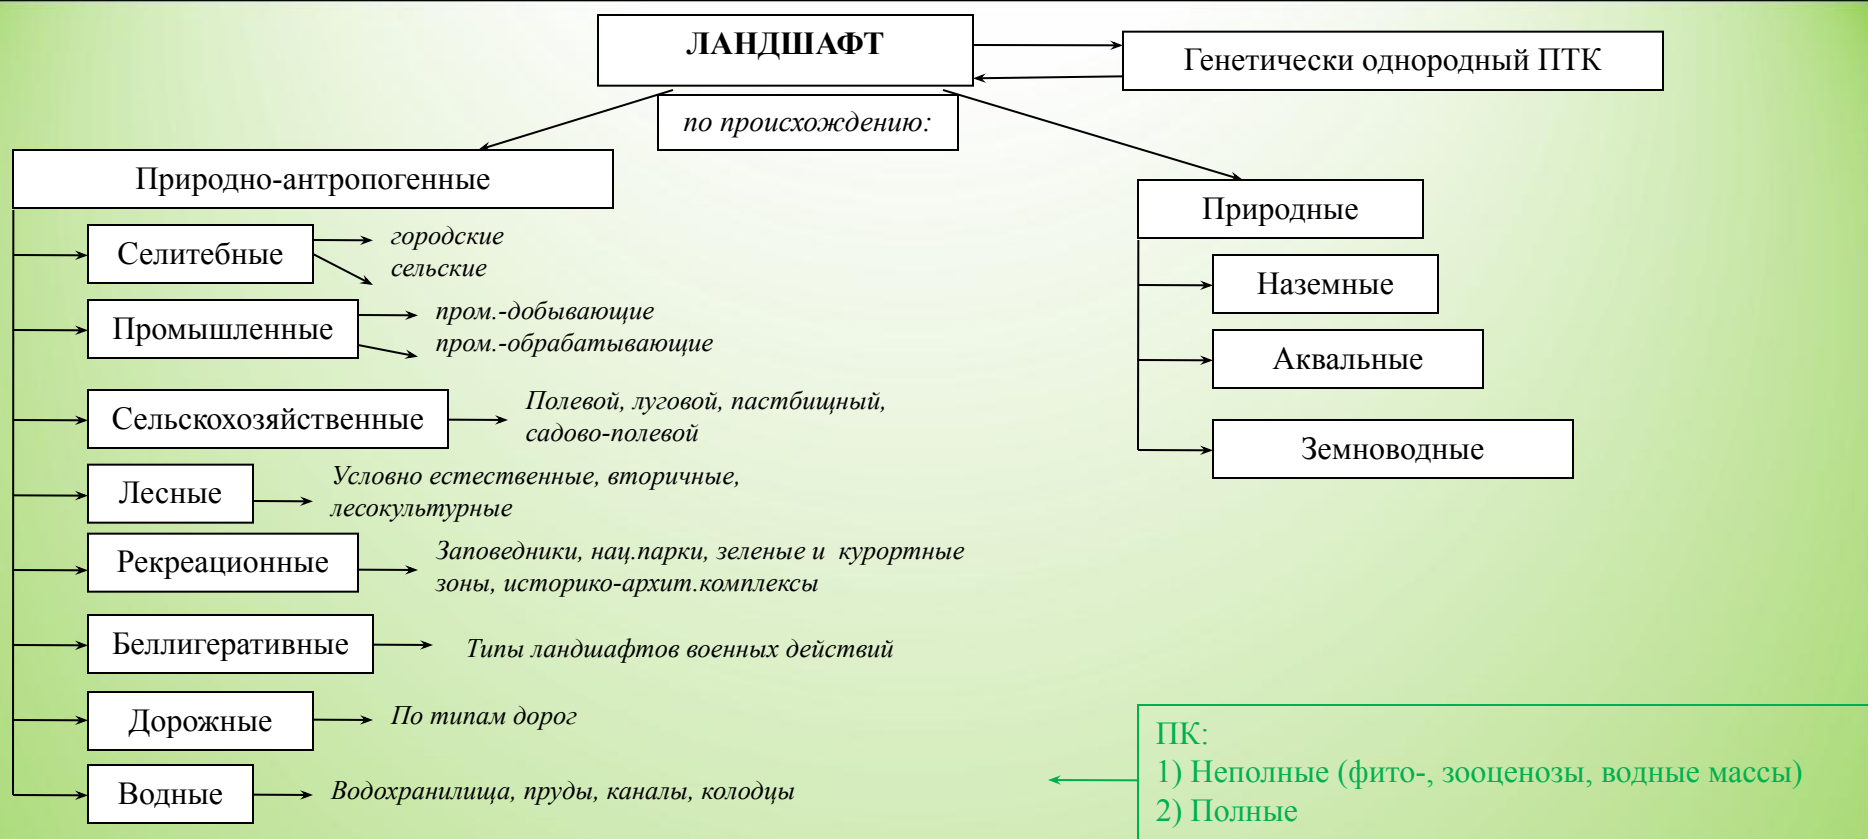 ЛАНДШАФТ
Генетически однородный ПТК
по происхождению:
Природно-антропогенные
Селитебные
городские
сельские
Промышленные
пром.-добывающие
пром.-обрабатывающие
Сельскохозяйственные
Полевой, луговой, пастбищный,
садово-полевой
Лесные
Условно естественные, вторичные,
лесокультурные
Рекреационные
Заповедники, нац.парки, зеленые и курортные
зоны, историко-архит.комплексы
Беллигеративные
Типы ландшафтов военных действий
Дорожные
По типам дорог
Водные
Водохранилища, пруды, каналы, колодцы
Природные
Наземные
Аквальные
Земноводные
ПК:
1) Неполные (фито-, зооценозы, водные массы)
2) Полные